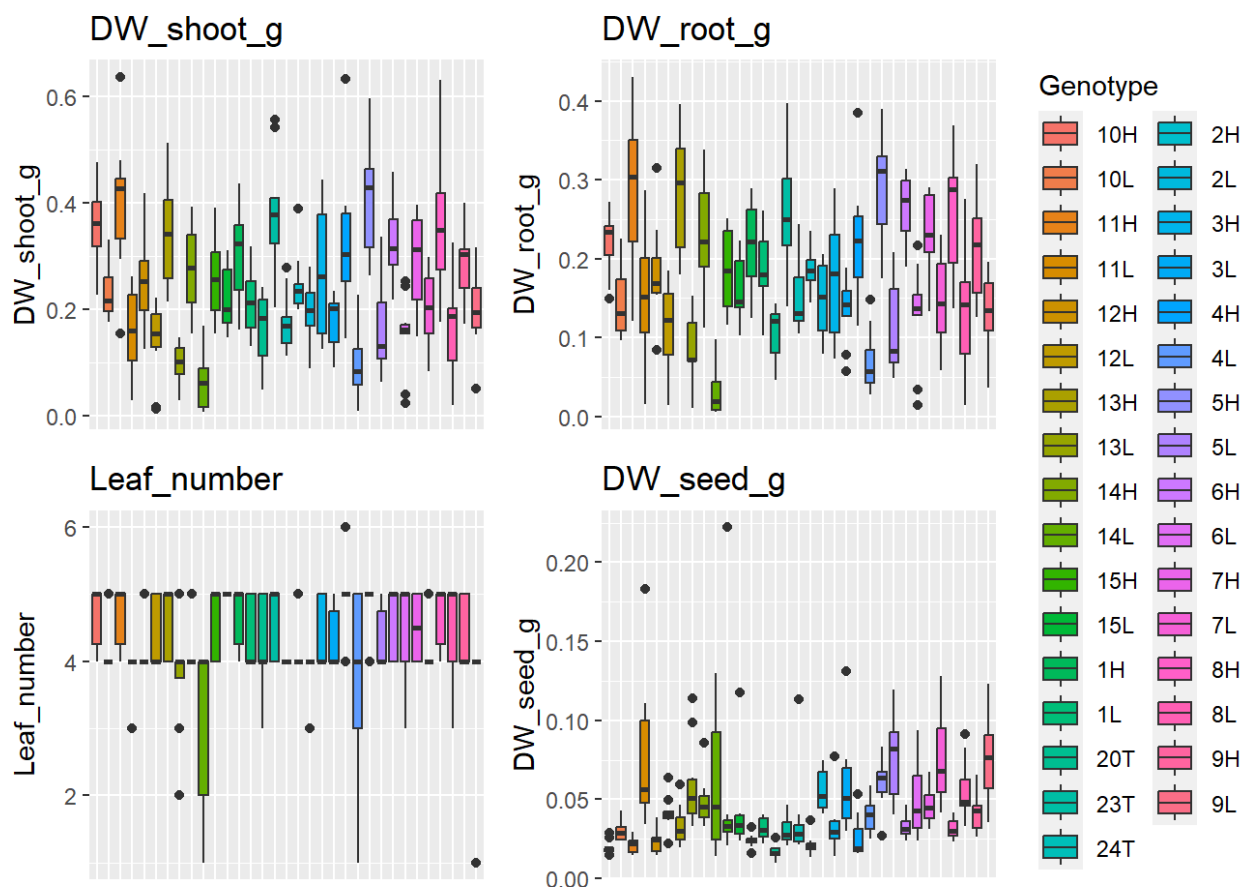 DW_shoot_g
DW_shoot_g
0.6
0.4
0.2
0.0
DW_root_g
DW_root_g
0.4
0.3
0.2
0.1
0.0
Leaf_number
Leaf_number
6
4
2
DW_seed_g
DW_seed_g
0.20
0.15
0.10
0.05
0.00
Genotype
10H
10L
11H
11L
12H
12L
13H
13L
14H
14L
15H
15L
1H
1L
20T
23T
24T
2H
2L
3H
3L
4H
4L
5H
5L
6H
6L
7H
7L
8H
8L
9H
9L